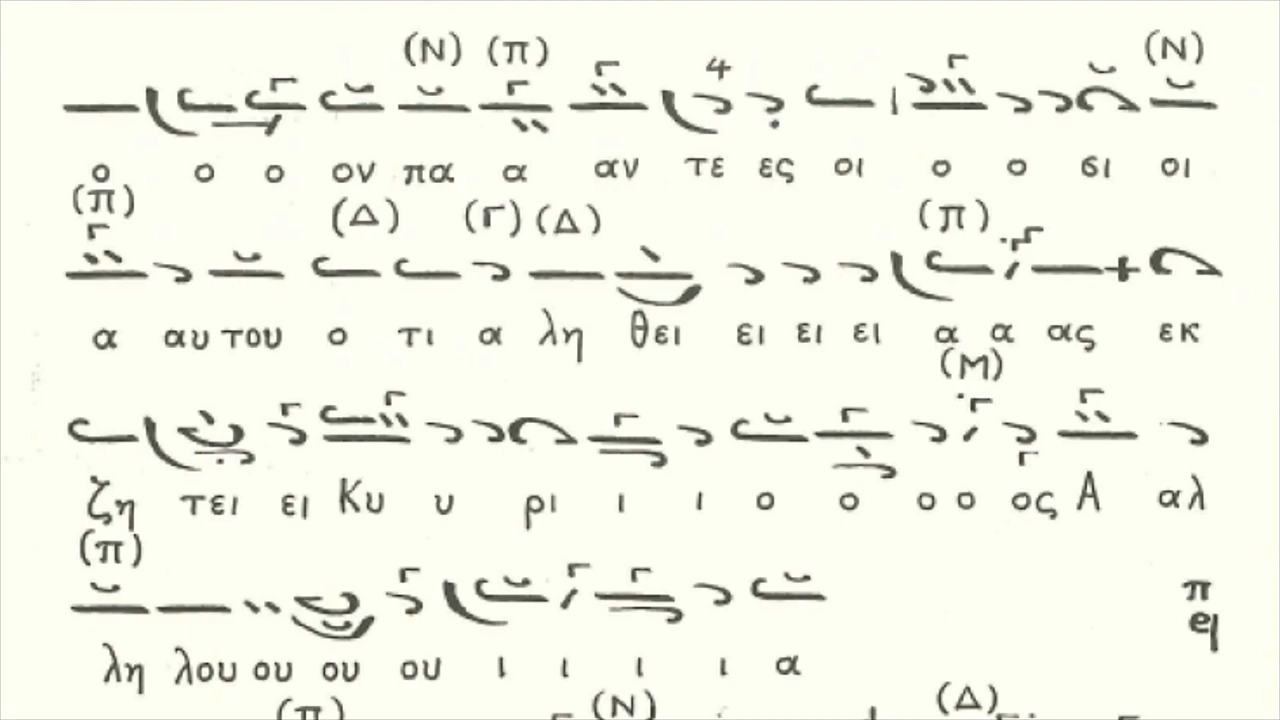 (Ν) (π)
4
(Ν)
ο ο ο ον πα α αν τε ες οι ο ο σι οι
(π) (Δ) (Γ) (Δ) (π)
α αυ του ο τι α λη θει ει ει ει α α ας εκ
(Μ)
ζη τει ει Κυ υ ρι ι ι ο ο ο ο ος Α αλ
(π)
π
λη λου ου ου ου ι ι ι ι α
(π) (Ν) (Δ)